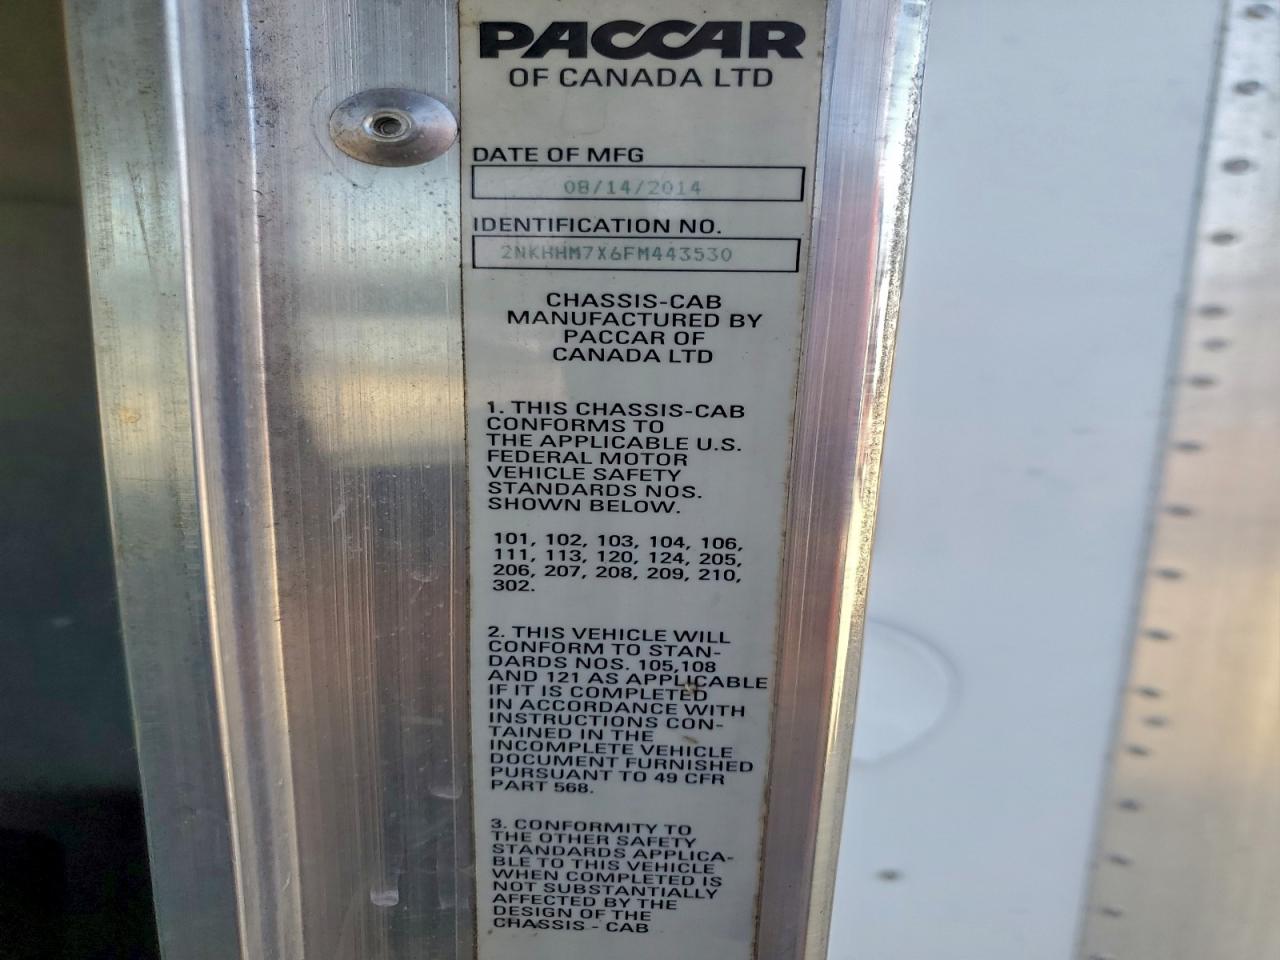 PACCAR
OF CANADA LTD
DATE OF MFG
08/14/2014
IDENTIFICATION NO.
2NKHHM7X6FM443530
CHASSIS-CAB
MANUFACTURED BY
PACCAR OF
CANADA LTD
1. THIS CHASSIS-CAB
CONFORMS TO
THE APPLICABLE U.S.
FEDERAL MOTOR
VEHICLE SAFETY
STANDARDS NOS.
SHOWN BELOW.
101, 102, 103, 104, 106,
111, 113, 120, 124, 205,
206, 207, 208, 209, 210,
302.
2. THIS VEHICLE WILL
CONFORM TO STAN-
DARDS NOS. 105,108
AND 121 AS APPLICABLE
IF IT IS COMPLETED
IN ACCORDANCE WITH
INSTRUCTIONS CON-
TAINED IN THE
INCOMPLETE VEHICLE
DOCUMENT FURNISHED
PURSUANT TO 49 CFR
PART 568.
3. CONFORMITY TO
THE OTHER SAFETY
STANDARDS APPLICA-
BLE TO THIS VEHICLE
WHEN COMPLETED IS
NOT SUBSTANTIALLY
AFFECTED BY THE
DESIGN OF THE
CHASSIS - CAB